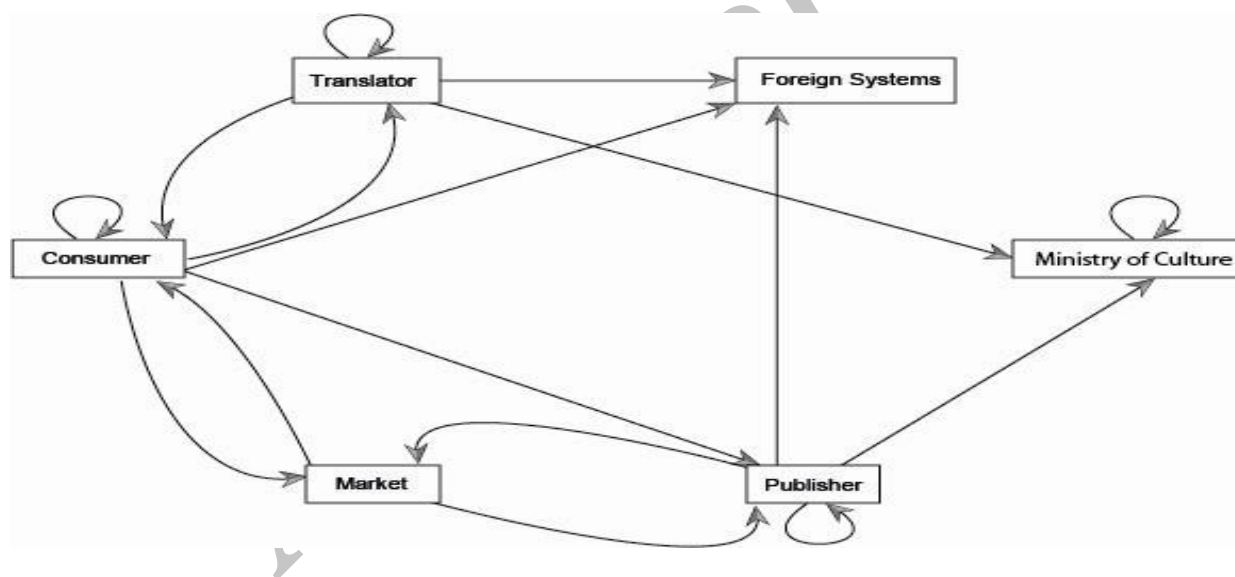 Translator
Foreign Systems
Consumer
Ministry of Culture
Market
Publisher